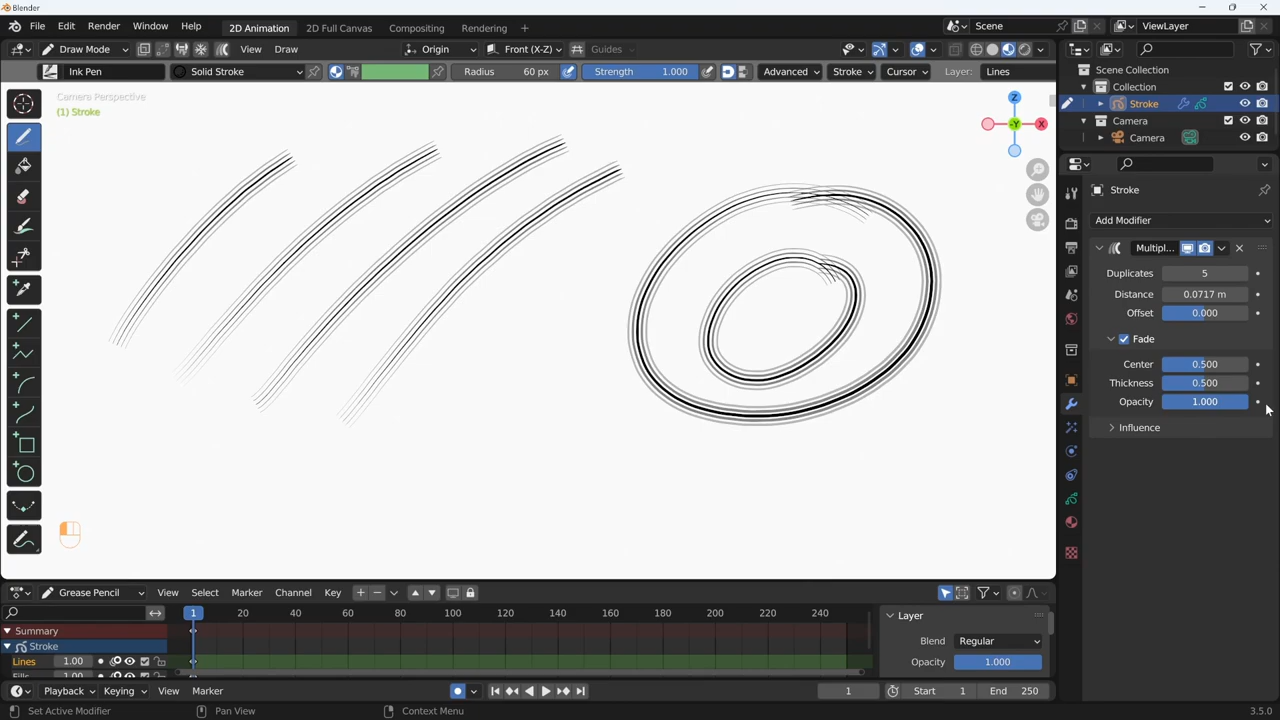 Blender
File Edit Render Window Help 2D Animation 2D Full Canvas Compositing Rendering + Scene ViewLayer
Draw Mode View Draw Origin Front (X-Z) Guides
Ink Pen Solid Stroke Radius 60 px Strength 1.000 Advanced Stroke Cursor Layer: Lines
Camera Perspective
(1) Stroke
Z
-Y
X
Scene Collection
Collection
Stroke
Camera
Camera
Stroke
Add Modifier
Multipl...
Duplicates 5
Distance 0.0717 m
Offset 0.000
Fade
Center 0.500
Thickness 0.500
Opacity 1.000
Influence
Grease Pencil View Select Marker Channel Key
1 20 40 60 80 100 120 140 160 180 200 220 240
Summary
Stroke
Lines 1.00
Fills 1.00
Layer
Blend Regular
Opacity 1.000
Playback Keying View Marker 1 Start 1 End 250
Set Active Modifier Pan View Context Menu 3.5.0